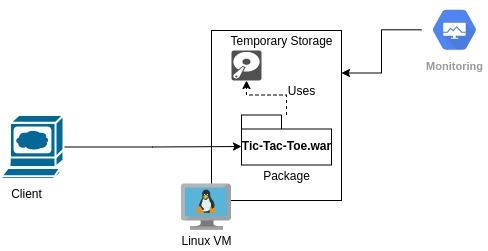 Temporary Storage
Monitoring
Uses
Tic-Tac-Toe.war
Package
Client
Linux VM